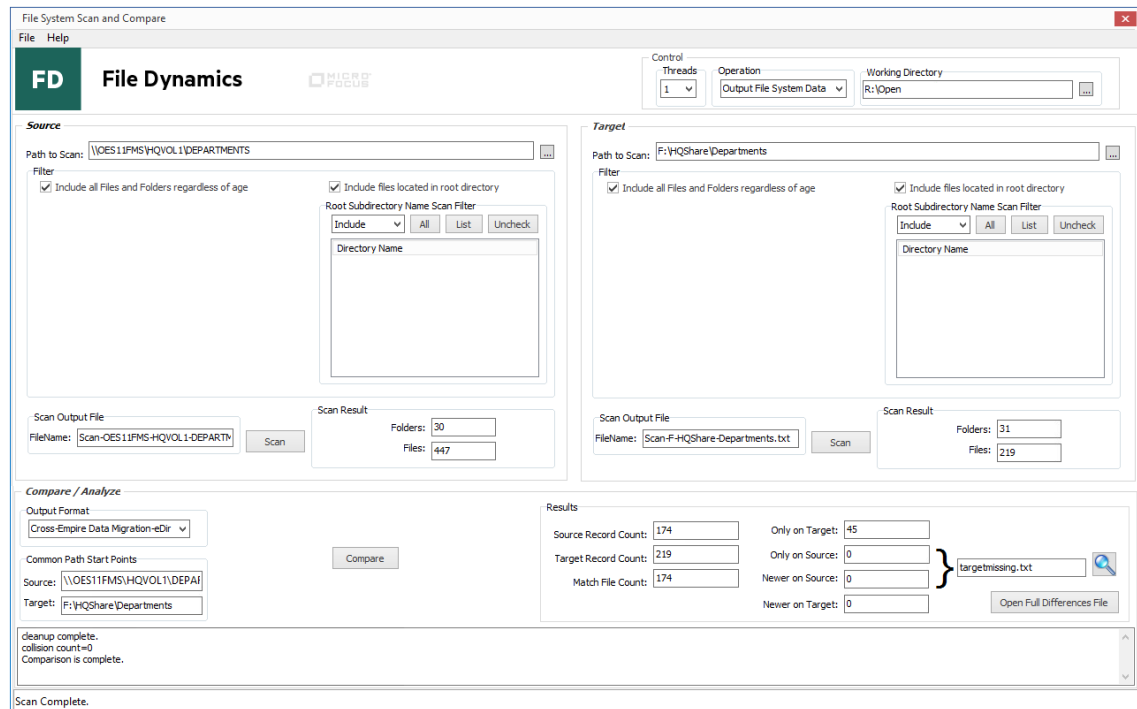 File System Scan and Compare
File Help
FD File Dynamics MICRO FOCUS
Control
Threads Operation Working Directory
1 Output File System Data R:\Open ...
Source
Path to Scan: \\OES11FMS\HQVOL1\DEPARTMENTS ...
Filter
Include all Files and Folders regardless of age Include files located in root directory
Root Subdirectory Name Scan Filter
Include All List Uncheck
Directory Name
Scan Output File
FileName: Scan-OES11FMS-HQVOL1-DEPARTM Scan
Scan Result
Folders: 30
Files: 447
Target
Path to Scan: F:\HQShare\Departments ...
Filter
Include all Files and Folders regardless of age Include files located in root directory
Root Subdirectory Name Scan Filter
Include All List Uncheck
Directory Name
Scan Output File
FileName: Scan-F-HQShare-Departments.txt Scan
Scan Result
Folders: 31
Files: 219
Compare / Analyze
Output Format
Cross-Empire Data Migration-eDir
Common Path Start Points
Source: \\OES11FMS\HQVOL1\DEPAR
Target: F:\HQShare\Departments
Compare
Results
Source Record Count: 174 Only on Target: 45
Target Record Count: 219 Only on Source: 0
Match File Count: 174 Newer on Source: 0
Newer on Target: 0
} targetmissing.txt
Open Full Differences File
cleanup complete.
collision count=0
Comparison is complete.
Scan Complete.